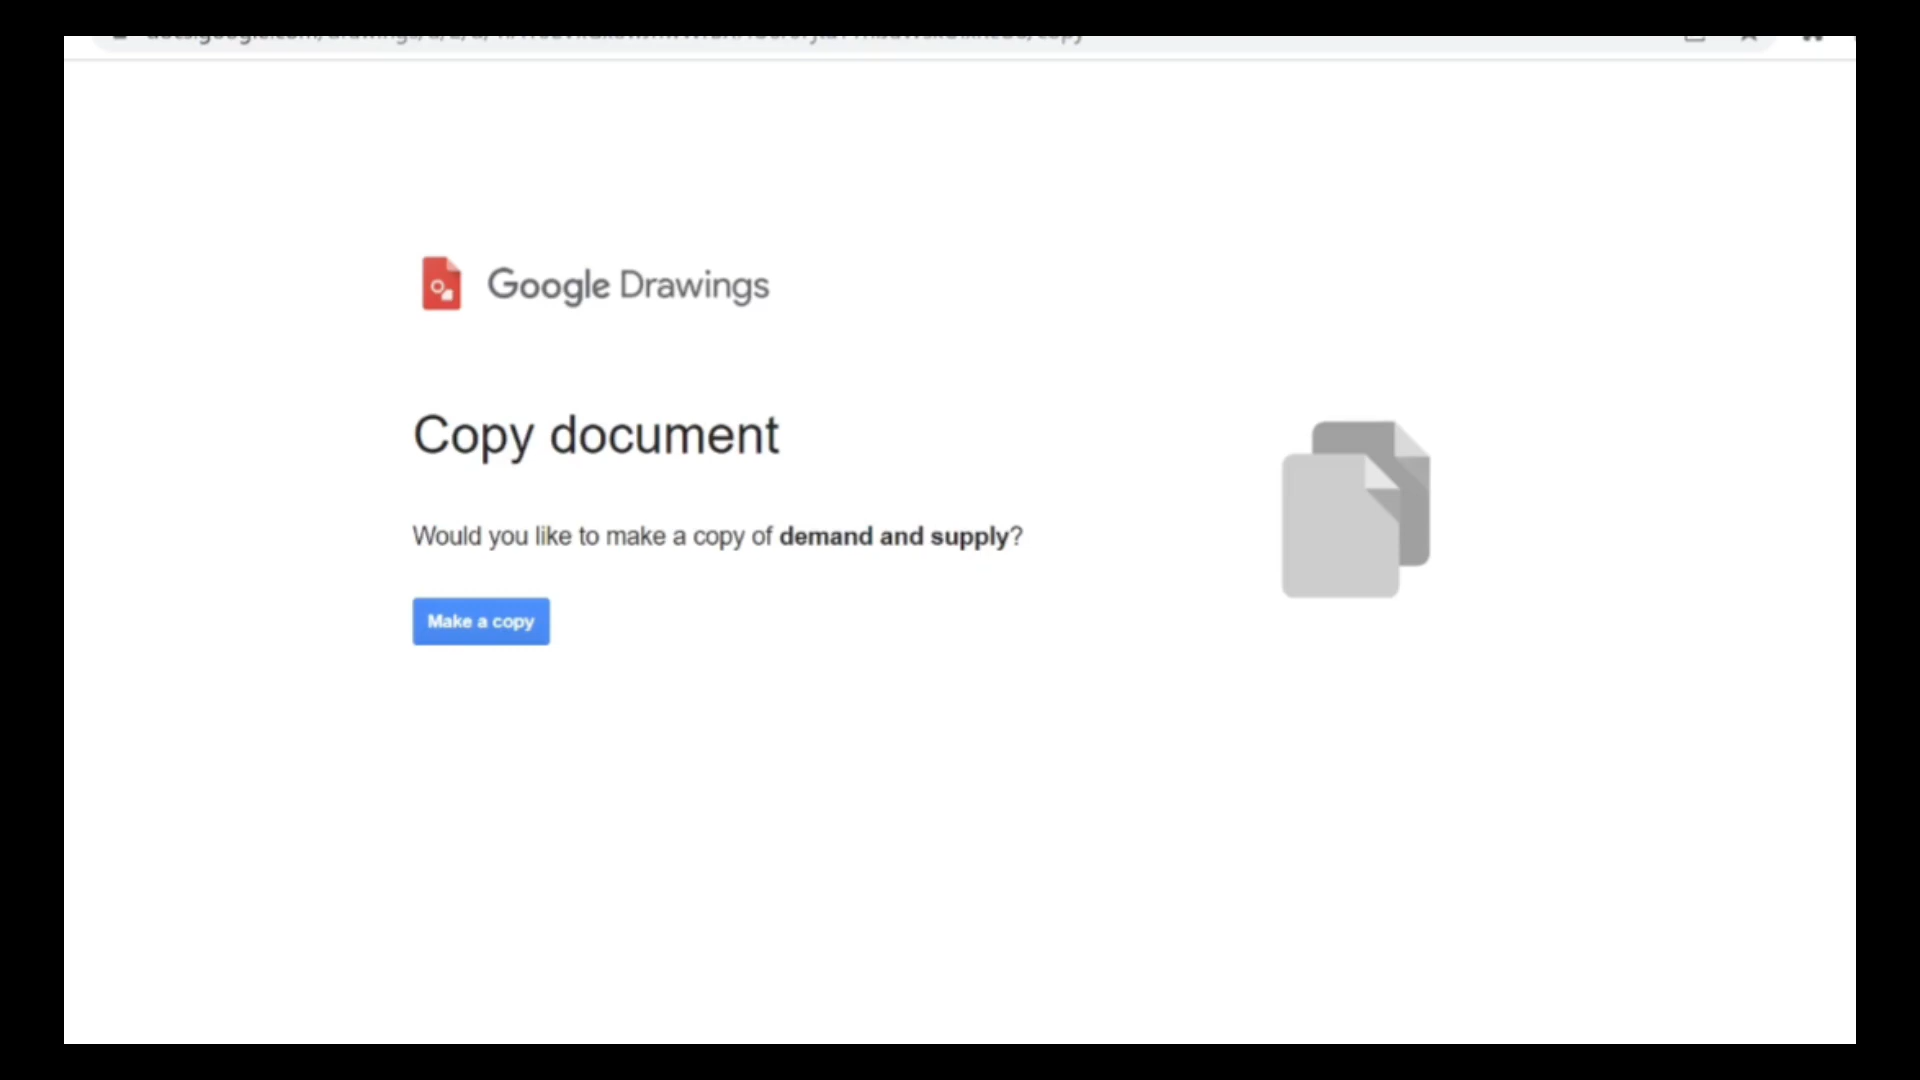 Google Drawings
Copy document
Would you like to make a copy of demand and supply?
Make a copy